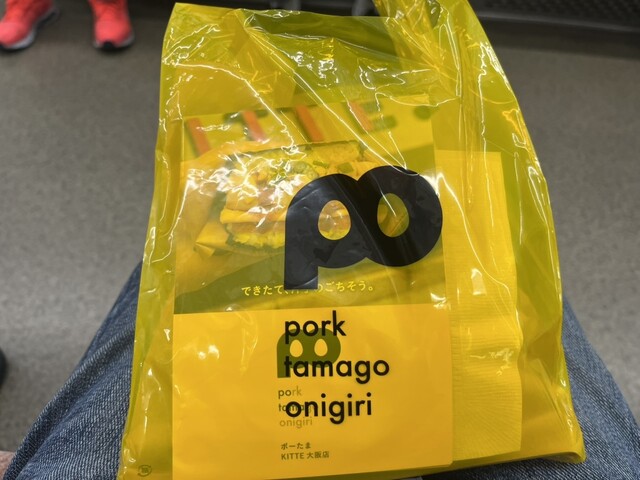 po
できたて、
のごちそう。
pork
tamago
onigiri
pork
onigiri
ポーたま
KITTE 大阪店